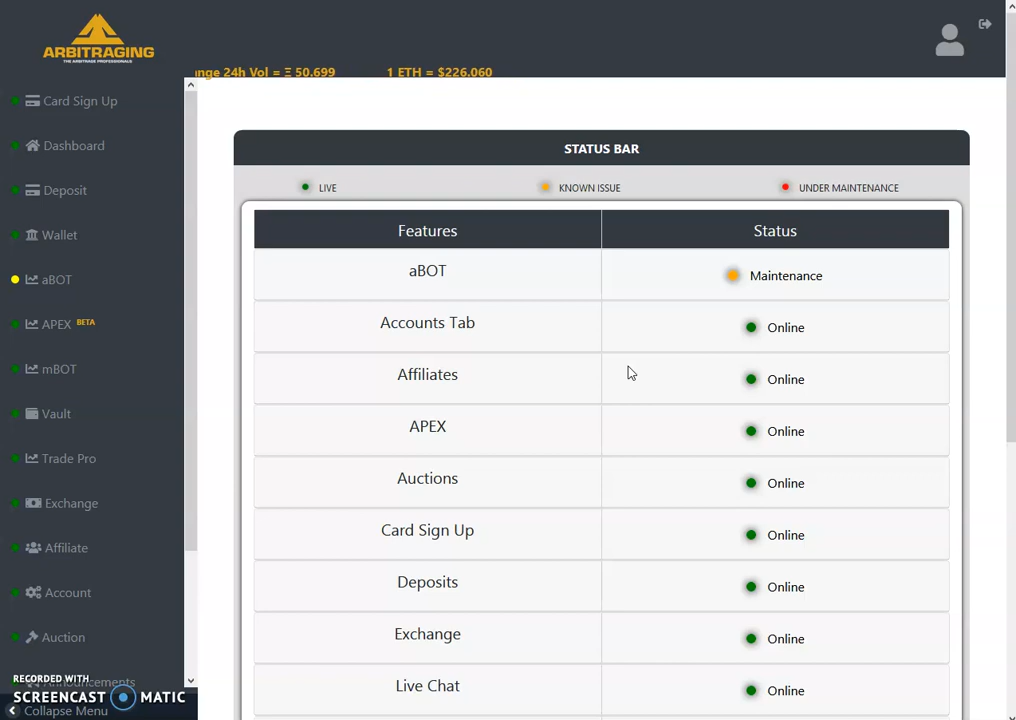 ARBITRAGING
THE ARBITRAGE PROFESSIONALS
nge 24h Vol = Ξ 50.699 1 ETH = $226.060
Card Sign Up
Dashboard
Deposit
Wallet
aBOT
APEX BETA
mBOT
Vault
Trade Pro
Exchange
Affiliate
Account
Auction
Announcements
Collapse Menu
RECORDED WITH
SCREENCAST MATIC
STATUS BAR
LIVE KNOWN ISSUE UNDER MAINTENANCE
Features Status
aBOT Maintenance
Accounts Tab Online
Affiliates Online
APEX Online
Auctions Online
Card Sign Up Online
Deposits Online
Exchange Online
Live Chat Online